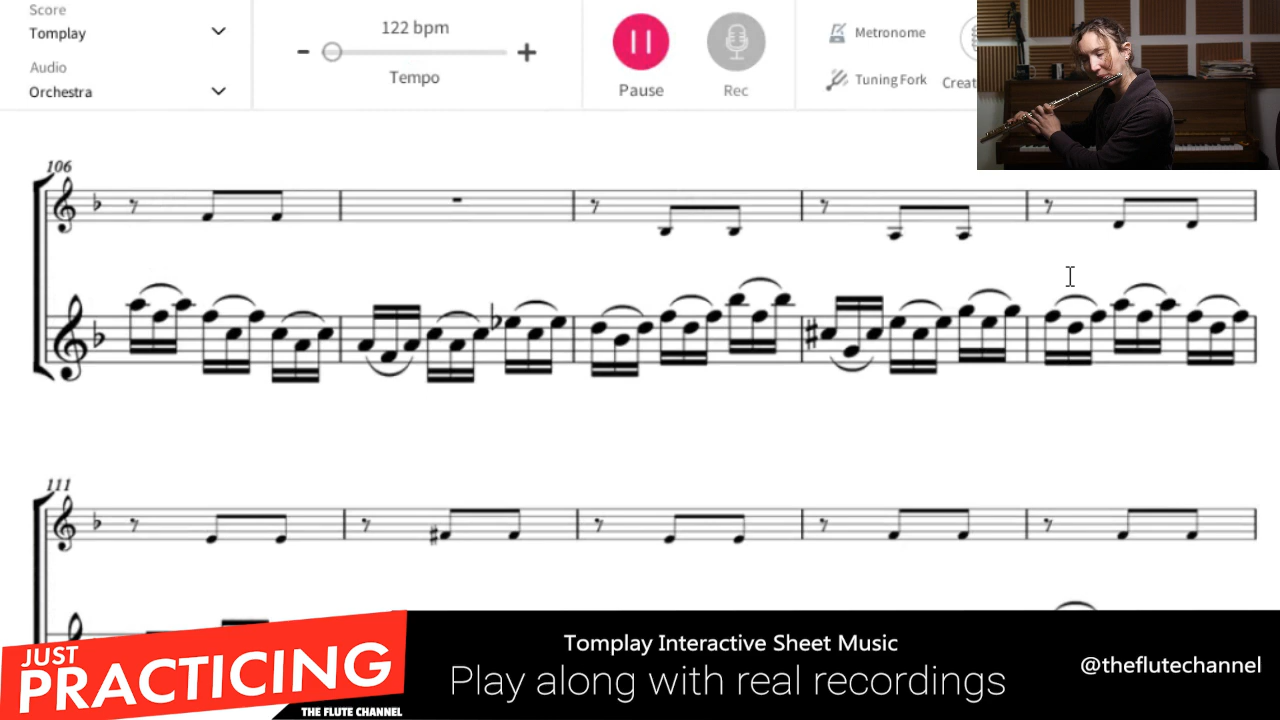 Score
Tomplay
Audio
Orchestra
122 bpm
Tempo
Pause
Rec
Metronome
Tuning Fork
Creat
106
111
JUST
PRACTICING
THE FLUTE CHANNEL
Tomplay Interactive Sheet Music
Play along with real recordings
@theflutechannel